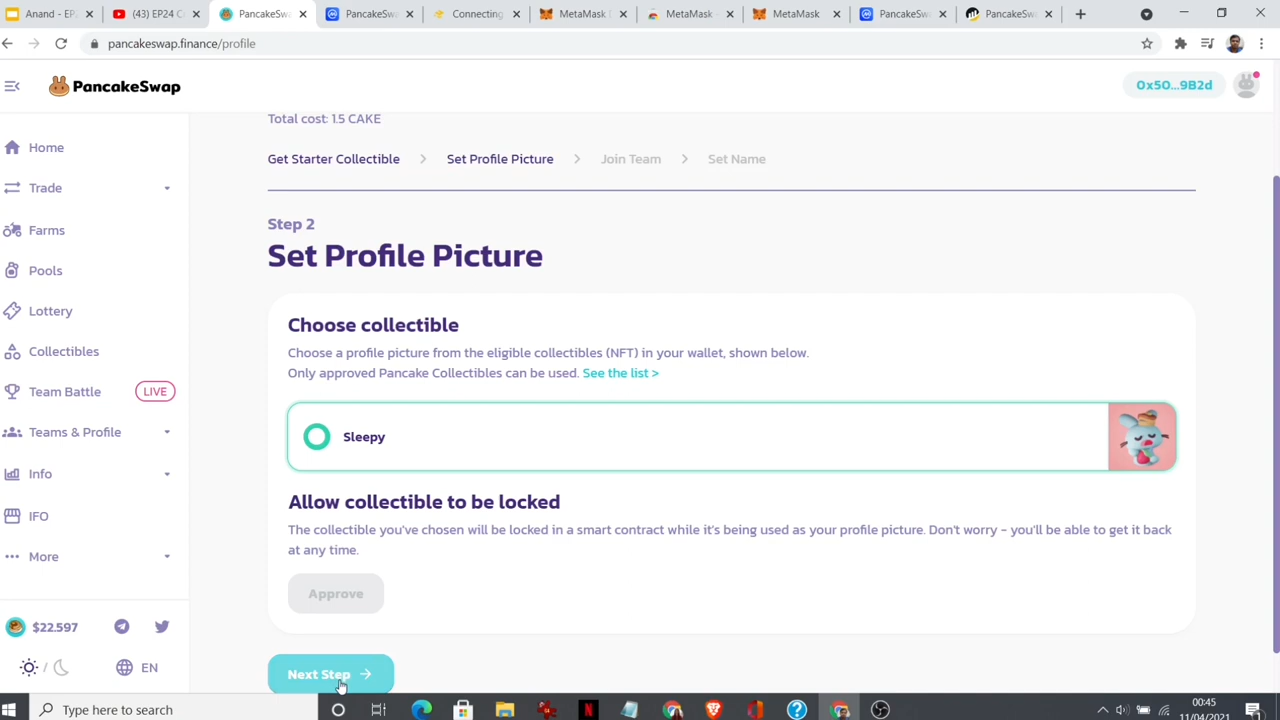 Anand -
(43) EP24 C
PancakeSwa
PancakeSw
Connecting
MetaMask D
MetaMask -
MetaMask
PancakeSw
PancakeSw
pancakeswap.finance/profile
PancakeSwap
0x50...9B2d
Home
Trade
Farms
Pools
Lottery
Collectibles
Team Battle
LIVE
Teams & Profile
Info
IFO
More
$22.597
EN
Total cost: 1.5 CAKE
Get Starter Collectible
Set Profile Picture
Join Team
Set Name
Step 2
Set Profile Picture
Choose collectible
Choose a profile picture from the eligible collectibles (NFT) in your wallet, shown below.
Only approved Pancake Collectibles can be used. See the list >
Sleepy
Allow collectible to be locked
The collectible you've chosen will be locked in a smart contract while it's being used as your profile picture. Don't worry - you'll be able to get it back
at any time.
Approve
Next Step
Type here to search
00:45
11/04/2021